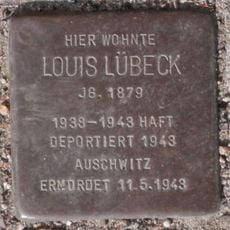 HIER WOHNTE
LOUIS LÜBECK
JG. 1879
1939-1943 HAFT
DEPORTIERT 1943
AUSCHWITZ
ERMORDET 11.5.1943